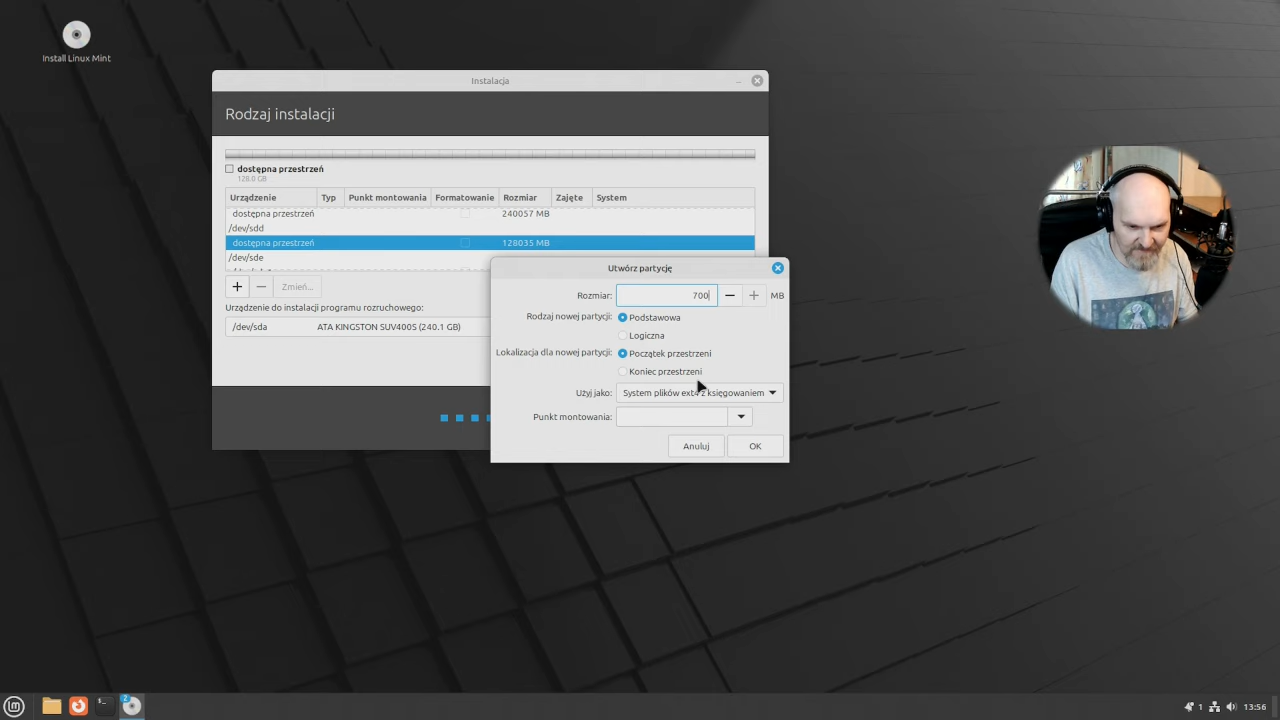 Install Linux Mint
Instalacja
Rodzaj instalacji
dostępna przestrzeń
128.0 GB
Urządzenie Typ Punkt montowania Formatowanie Rozmiar Zajęte System
dostępna przestrzeń 240057 MB
/dev/sdd
dostępna przestrzeń 128035 MB
/dev/sde
+ — Zmień...
Urządzenie do instalacji programu rozruchowego:
/dev/sda ATA KINGSTON SUV400S (240.1 GB)
Utwórz partycję
Rozmiar: 700 — + MB
Rodzaj nowej partycji: Podstawowa
Logiczna
Lokalizacja dla nowej partycji: Początek przestrzeni
Koniec przestrzeni
Użyj jako: System plików ext4 z księgowaniem
Punkt montowania:
Anuluj OK
2
1 13:56